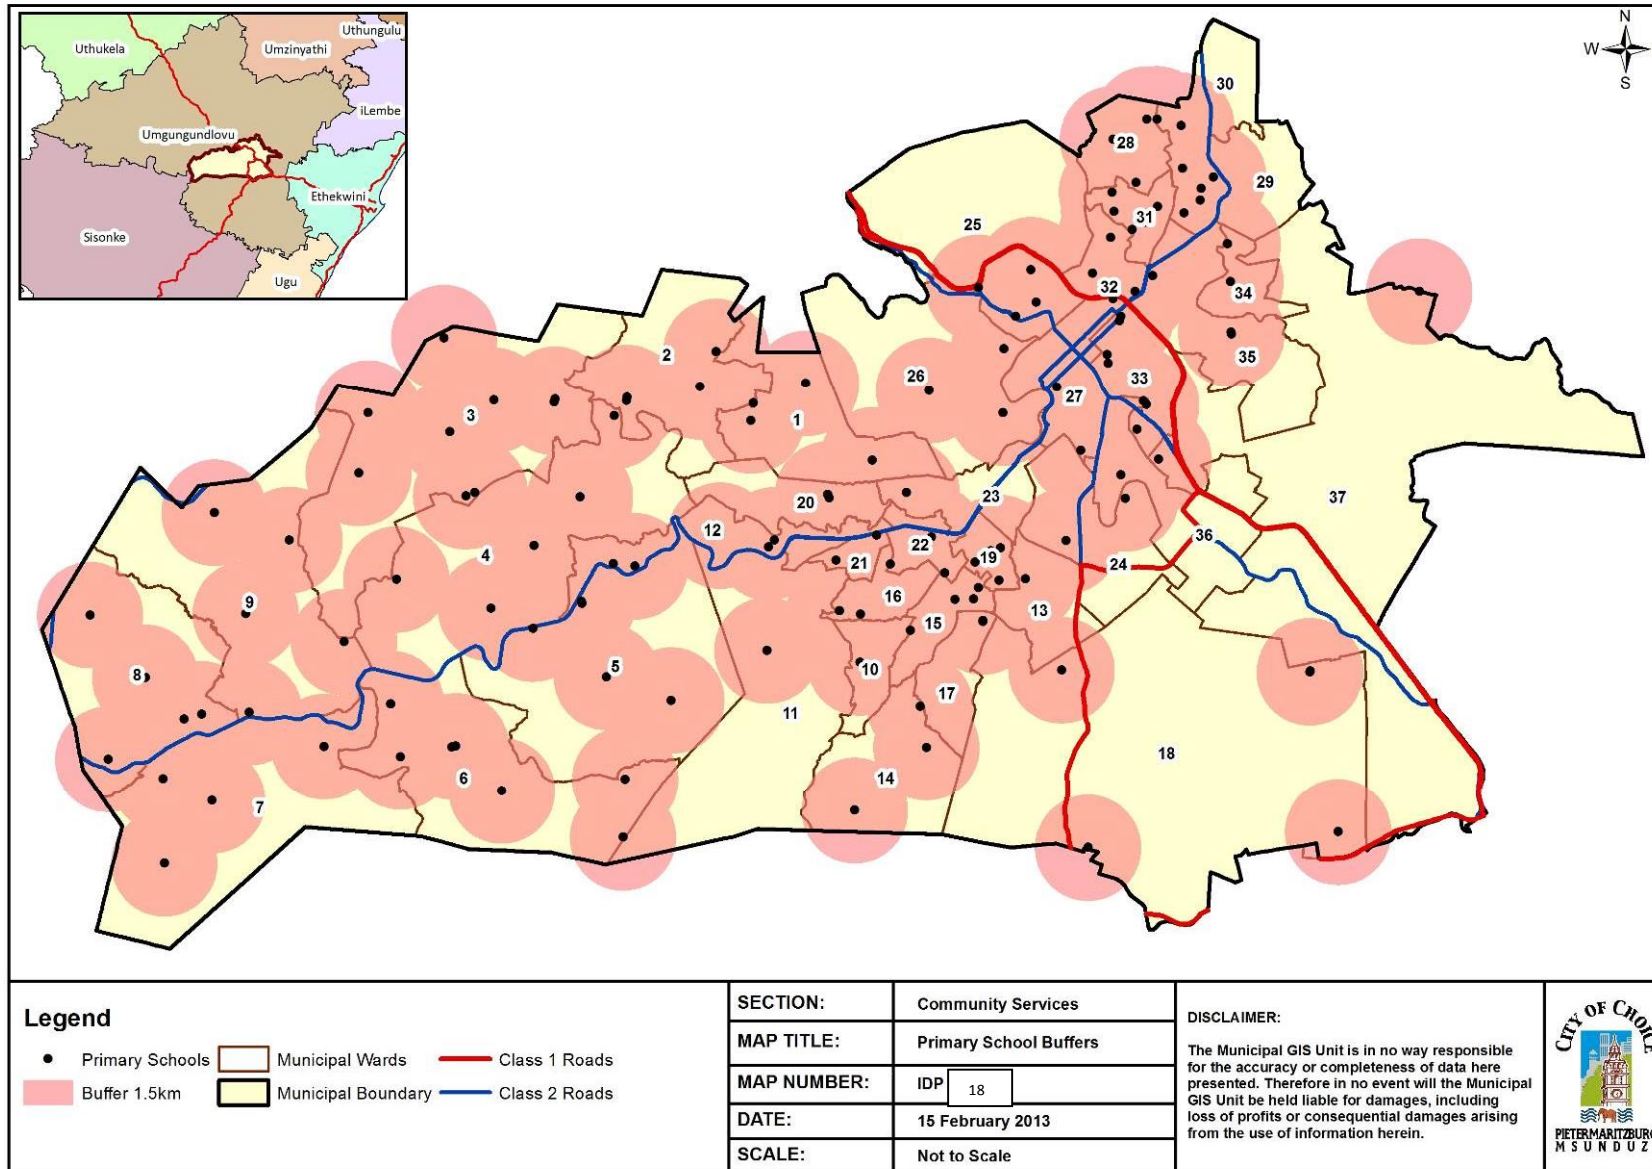 Uthungulu
Uthukela
Umzinyathi
iLembe
Umgungundlovu
Ethekwini
Sisonke
Ugu
N
W
S
30
28
29
31
25
32
34
2
35
26
33
27
3
1
20
23
37
12
22
36
4
21
19
24
16
9
13
15
5
10
8
17
11
18
6
14
7
Legend
Primary Schools
Municipal Wards
Class 1 Roads
Buffer 1.5km
Municipal Boundary
Class 2 Roads
SECTION: Community Services
MAP TITLE: Primary School Buffers
MAP NUMBER: IDP 18
DATE: 15 February 2013
SCALE: Not to Scale
DISCLAIMER:
The Municipal GIS Unit is in no way responsible
for the accuracy or completeness of data here
presented. Therefore in no event will the Municipal
GIS Unit be held liable for damages, including
loss of profits or consequential damages arising
from the use of information herein.
CITY OF CHOICE
PIETERMARITZBURG
MSUNDUZI